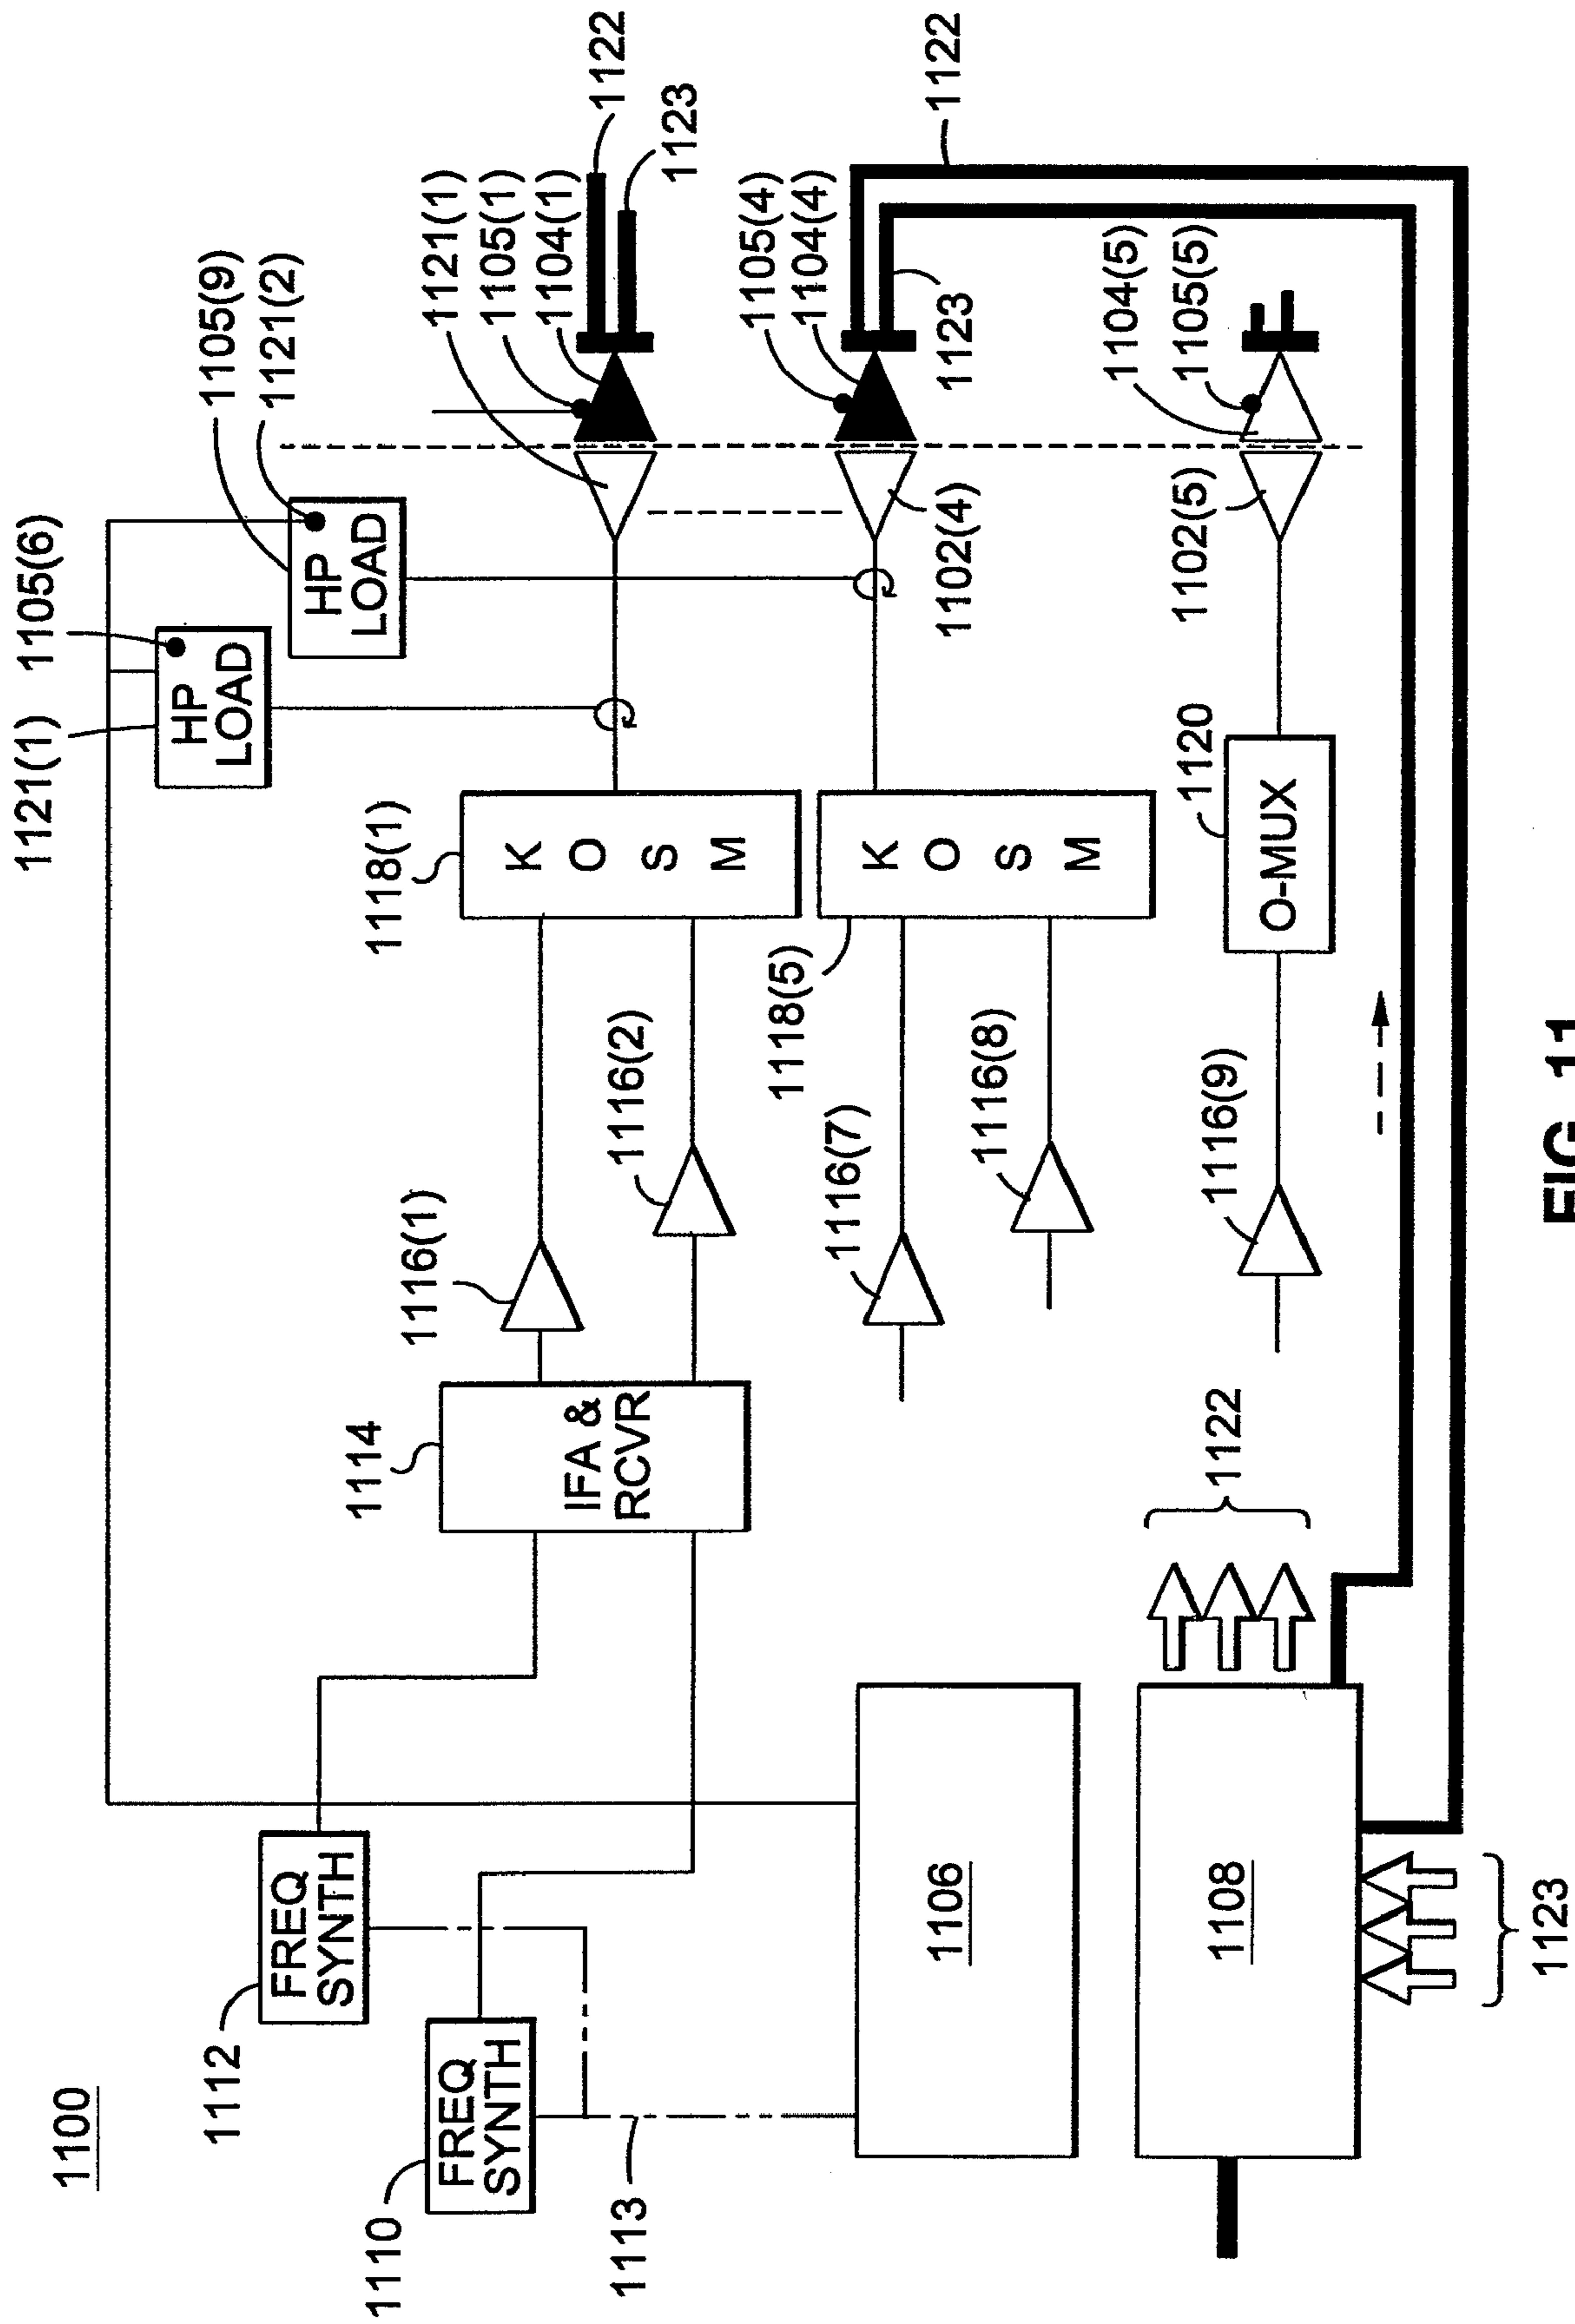 1100
1112
FREQ
SYNTH
1110
FREQ
SYNTH
1113
1114
IFA &
RCVR
1121(1)
1105(6)
HP
LOAD
1105(9)
1121(2)
HP
LOAD
1116(1)
1116(2)
1118(1)
K
O
S
M
1121(1)
1105(1)
1104(1)
1122
1123
1116(7)
1116(8)
1118(5)
K
O
S
M
1102(4)
1105(4)
1104(4)
1123
1122
1116(9)
1120
O-MUX
1102(5)
1104(5)
1105(5)
1106
1108
1122
1123
FIG. 11